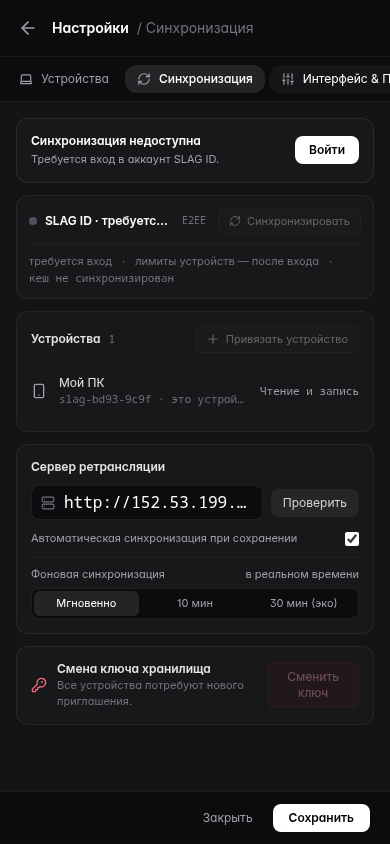 Настройки / Синхронизация
Устройства
Синхронизация
Интерфейс & П
Синхронизация недоступна
Требуется вход в аккаунт SLAG ID.
Войти
SLAG ID · требуетс…
E2EE
Синхронизировать
требуется вход · лимиты устройств — после входа ·
кеш не синхронизирован
Устройства 1
Привязать устройство
Мой ПК
slag-bd93-9c9f · это устрой…
Чтение и запись
Сервер ретрансляции
http://152.53.199.…
Проверить
Автоматическая синхронизация при сохранении
Фоновая синхронизация
в реальном времени
Мгновенно
10 мин
30 мин (эко)
Смена ключа хранилища
Все устройства потребуют нового
приглашения.
Сменить
ключ
Закрыть
Сохранить